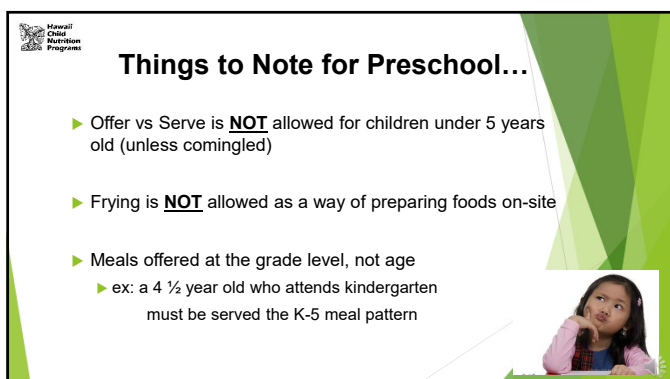 Hawaii
Child
Nutrition
Programs
Things to Note for Preschool…
Offer vs Serve is NOT allowed for children under 5 years
old (unless comingled)
Frying is NOT allowed as a way of preparing foods on-site
Meals offered at the grade level, not age
ex: a 4 ½ year old who attends kindergarten
must be served the K-5 meal pattern